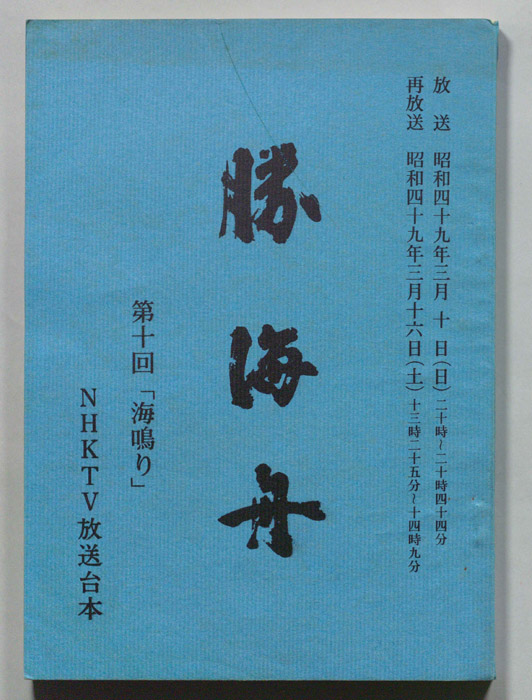 放　送　昭和四十九年三月　十　日（日）二十時～二十時四十四分
再放送　昭和四十九年三月十六日（土）十三時二十五分～十四時九分
勝海舟
第十回「海鳴り」
NHKTV放送台本